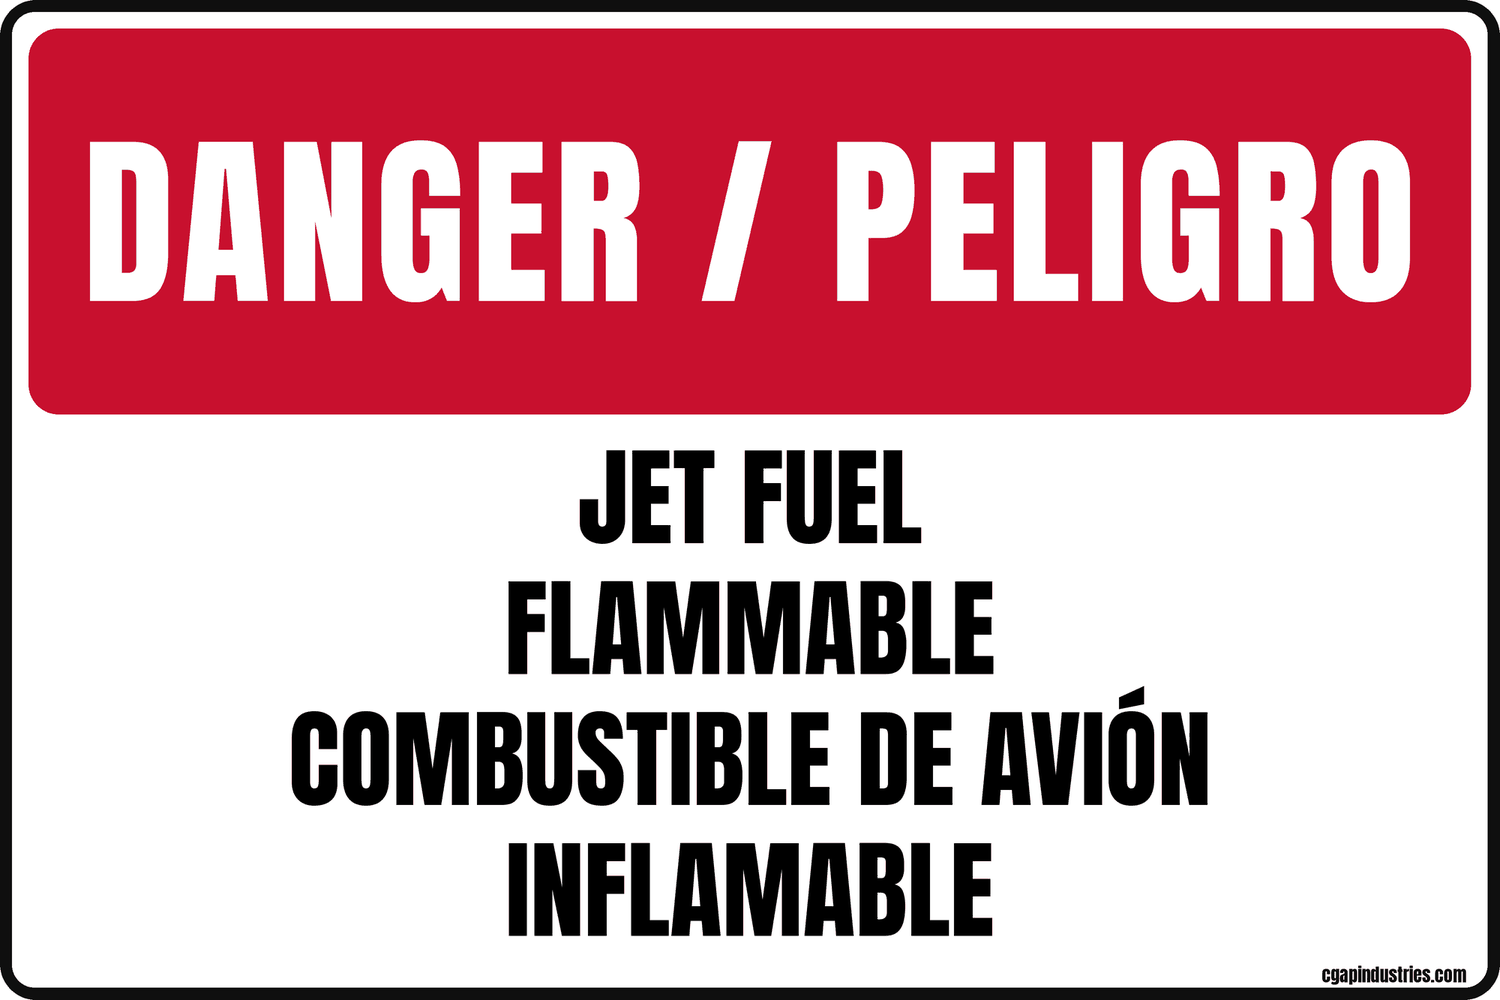 DANGER / PELIGRO
JET FUEL
FLAMMABLE
COMBUSTIBLE DE AVIÓN
INFLAMABLE
cgapindustries.com